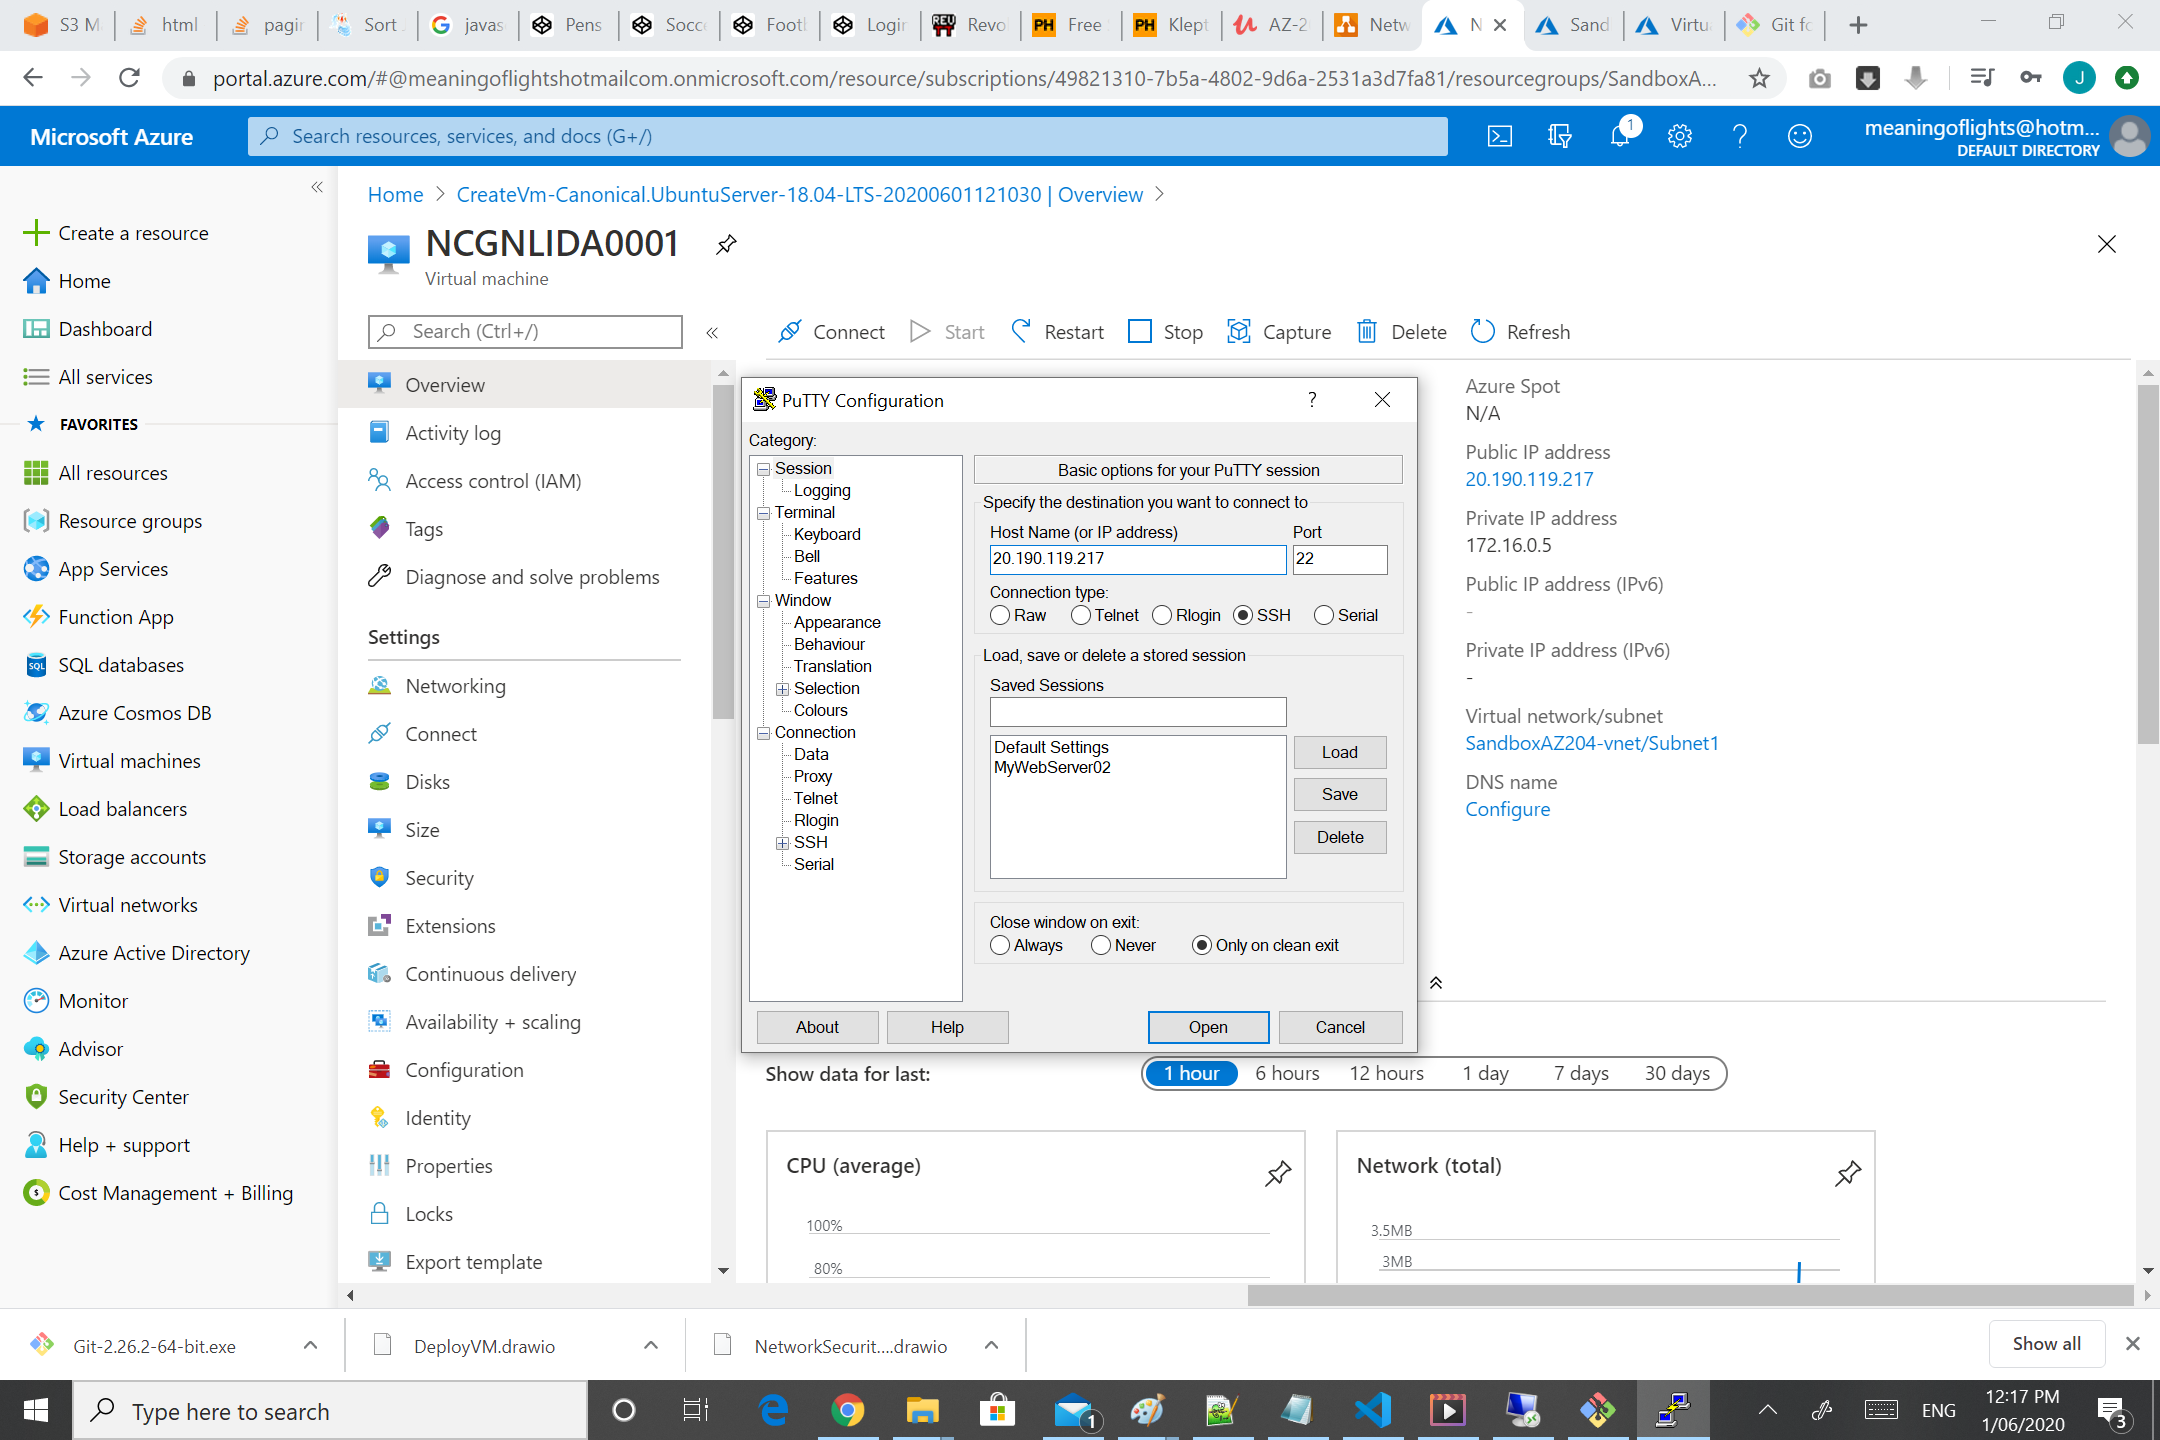 S3 M
html
pagin
Sort
javas
Pens
Socc
Footb
Login
REV
Revo
PH
Free
PH
Klept
AZ-2
Netw
N
Sand
Virtu
Git fo
portal.azure.com/#@meaningoflightshotmailcom.onmicrosoft.com/resource/subscriptions/49821310-7b5a-4802-9d6a-2531a3d7fa81/resourcegroups/SandboxA...
J
Microsoft Azure
Search resources, services, and docs (G+/)
1
meaningoflights@hotm...
DEFAULT DIRECTORY
Home > CreateVm-Canonical.UbuntuServer-18.04-LTS-20200601121030 | Overview >
NCGNLIDA0001
Virtual machine
Create a resource
Home
Dashboard
All services
FAVORITES
All resources
Resource groups
App Services
Function App
SQL
SQL databases
Azure Cosmos DB
Virtual machines
Load balancers
Storage accounts
Virtual networks
Azure Active Directory
Monitor
Advisor
Security Center
Help + support
Cost Management + Billing
Search (Ctrl+/)
Overview
Activity log
Access control (IAM)
Tags
Diagnose and solve problems
Settings
Networking
Connect
Disks
Size
Security
Extensions
Continuous delivery
Availability + scaling
Configuration
Identity
Properties
Locks
Export template
Connect
Start
Restart
Stop
Capture
Delete
Refresh
Azure Spot
N/A
Public IP address
20.190.119.217
Private IP address
172.16.0.5
Public IP address (IPv6)
-
Private IP address (IPv6)
-
Virtual network/subnet
SandboxAZ204-vnet/Subnet1
DNS name
Configure
PuTTY Configuration
?
Category:
Session
Logging
Terminal
Keyboard
Bell
Features
Window
Appearance
Behaviour
Translation
Selection
Colours
Connection
Data
Proxy
Telnet
Rlogin
SSH
Serial
Basic options for your PuTTY session
Specify the destination you want to connect to
Host Name (or IP address)
Port
20.190.119.217
22
Connection type:
Raw
Telnet
Rlogin
SSH
Serial
Load, save or delete a stored session
Saved Sessions
Default Settings
MyWebServer02
Load
Save
Delete
Close window on exit:
Always
Never
Only on clean exit
About
Help
Open
Cancel
Show data for last:
1 hour
6 hours
12 hours
1 day
7 days
30 days
CPU (average)
100%
80%
Network (total)
3.5MB
3MB
Git-2.26.2-64-bit.exe
DeployVM.drawio
NetworkSecurit....drawio
Show all
Type here to search
1
ENG
12:17 PM
1/06/2020
3